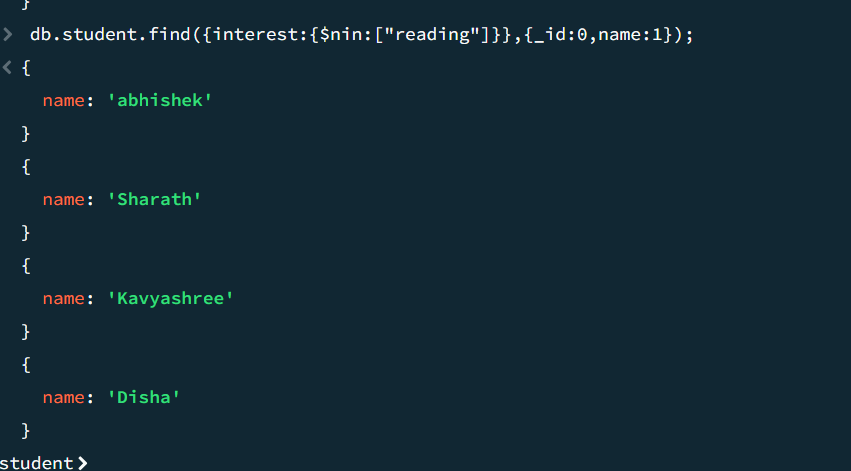 }
> db.student.find({interest:{$nin:["reading"]}},{_id:0,name:1});
< {
name: 'abhishek'
}
{
name: 'Sharath'
}
{
name: 'Kavyashree'
}
{
name: 'Disha'
}
student>